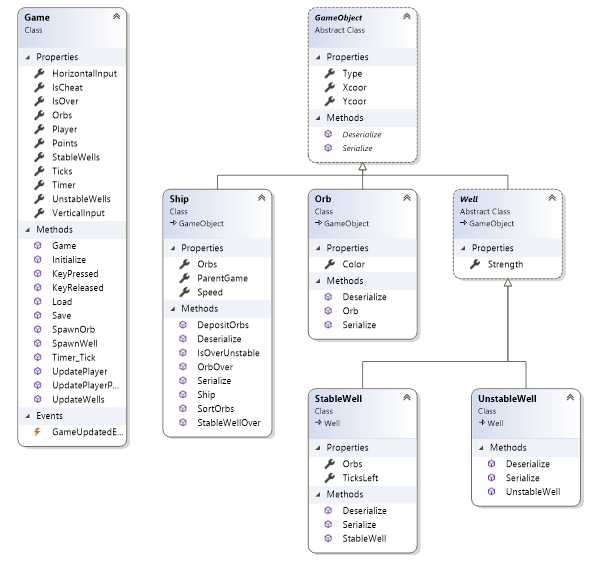 Game
Class
Properties
HorizontalInput
IsCheat
IsOver
Orbs
Player
Points
StableWells
Ticks
Timer
UnstableWells
VerticalInput
Methods
Game
Initialize
KeyPressed
KeyReleased
Load
Save
SpawnOrb
SpawnWell
Timer_Tick
UpdatePlayer
UpdatePlayerP...
UpdateWells
Events
GameUpdatedE...
GameObject
Abstract Class
Properties
Type
Xcoor
Ycoor
Methods
Deserialize
Serialize
Ship
Class
GameObject
Properties
Orbs
ParentGame
Speed
Methods
DepositOrbs
Deserialize
IsOverUnstable
OrbOver
Serialize
Ship
SortOrbs
StableWellOver
Orb
Class
GameObject
Properties
Color
Methods
Deserialize
Orb
Serialize
Well
Abstract Class
GameObject
Properties
Strength
StableWell
Class
Well
Properties
Orbs
TicksLeft
Methods
Deserialize
Serialize
StableWell
UnstableWell
Class
Well
Methods
Deserialize
Serialize
UnstableWell